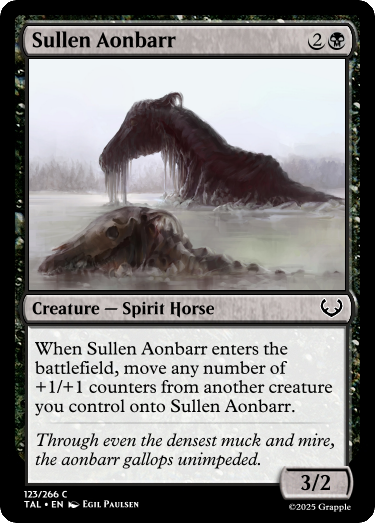 Sullen Aonbarr 2
Creature — Spirit Horse
When Sullen Aonbarr enters the
battlefield, move any number of
+1/+1 counters from another creature
you control onto Sullen Aonbarr.
Through even the densest muck and mire,
the aonbarr gallops unimpeded.
3/2
123/266 C
TAL • EN Egil Paulsen
©2025 Grapple